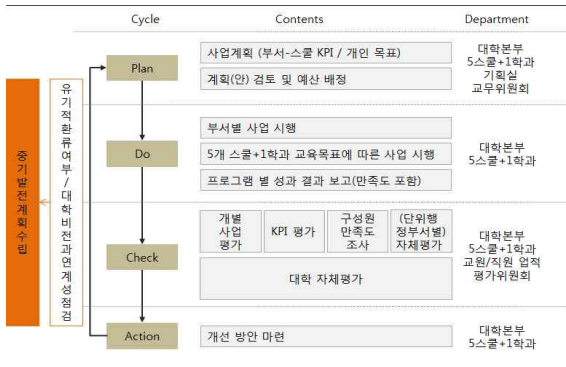 Cycle
Contents
Department
Plan
사업계획 (부서-스쿨 KPI / 개인 목표)
계획(안) 검토 및 예산 배정
대학본부
5스쿨+1학과
기획실
교무위원회
Do
부서별 사업 시행
5개 스쿨+1학과 교육목표에 따른 사업 시행
프로그램 별 성과 결과 보고(만족도 포함)
대학본부
5스쿨+1학과
Check
개별
사업
평가
KPI 평가
구성원
만족도
조사
(단위행
정부서별)
자체평가
대학 자체평가
대학본부
5스쿨+1학과
교원/직원 업적
평가위원회
Action
개선 방안 마련
대학본부
5스쿨+1학과
중기발전계획수립
유기적환류여부/대학비전과연계성점검